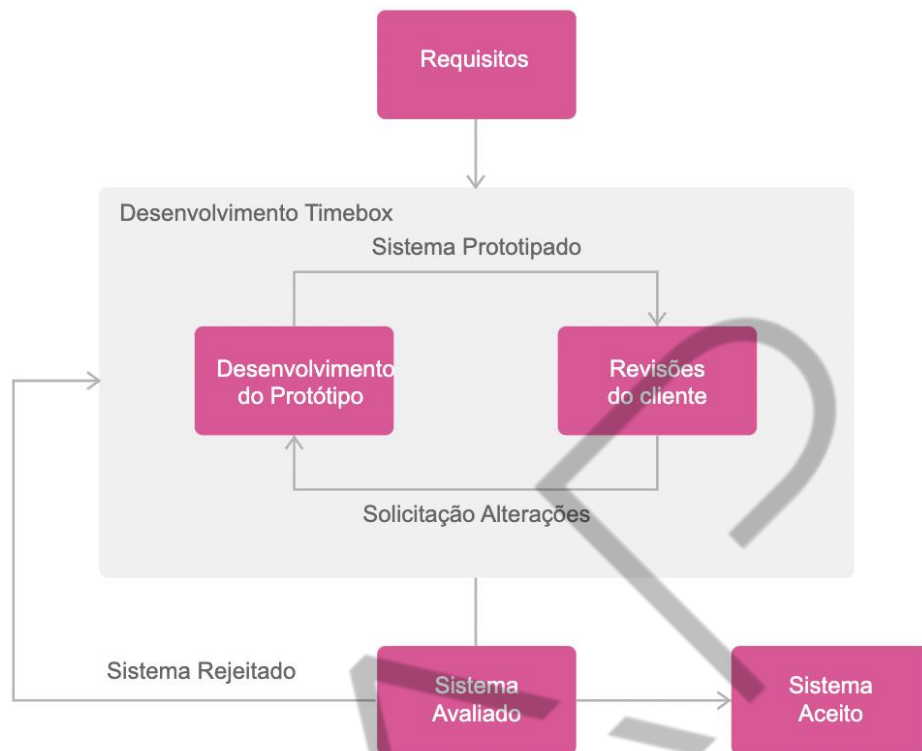 Requisitos
Desenvolvimento Timebox
Sistema Prototipado
Desenvolvimento
do Protótipo
Revisões
do cliente
Solicitação Alterações
Sistema Rejeitado
Sistema
Avaliado
Sistema
Aceito